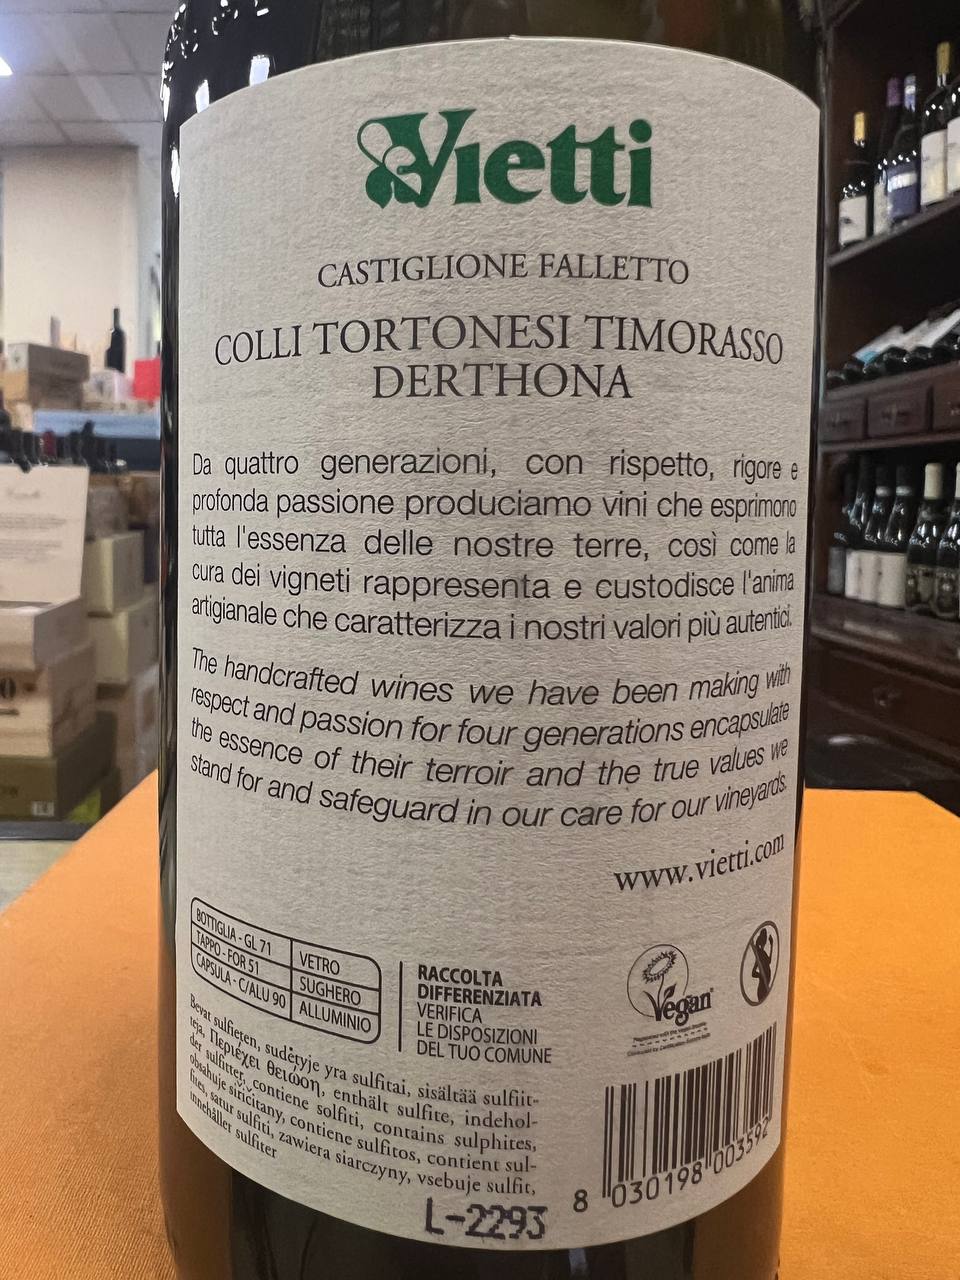 Vietti
CASTIGLIONE FALLETTO
COLLI TORTONESI TIMORASSO
DERTHONA
Da quattro generazioni, con rispetto, rigore e
profonda passione produciamo vini che esprimono
tutta l'essenza delle nostre terre, così come la
cura dei vigneti rappresenta e custodisce l'anima
artigianale che caratterizza i nostri valori più autentici.
The handcrafted wines we have been making with
respect and passion for four generations encapsulate
the essence of their terroir and the true values we
stand for and safeguard in our care for our vineyards.
www.vietti.com
BOTTIGLIA - GL 71 VETRO
TAPPO - FOR 51 SUGHERO
CAPSULA - C/ALU 90 ALLUMINIO
RACCOLTA
DIFFERENZIATA
VERIFICA
LE DISPOSIZIONI
DEL TUO COMUNE
Vegan
Bevat sulfieten, sudėtyje yra sulfitai, sisältää sulfiit-
teja, Περιέχει θειώδη, enthält sulfite, indehol-
der sulfitter, contiene solfiti, contains sulphites,
obsahuje siřičitany, contiene sulfitos, contient sul-
fites, satur sulfiti, zawiera siarczyny, vsebuje sulfit,
innehåller sulfiter
L-2293
8 030198 003592